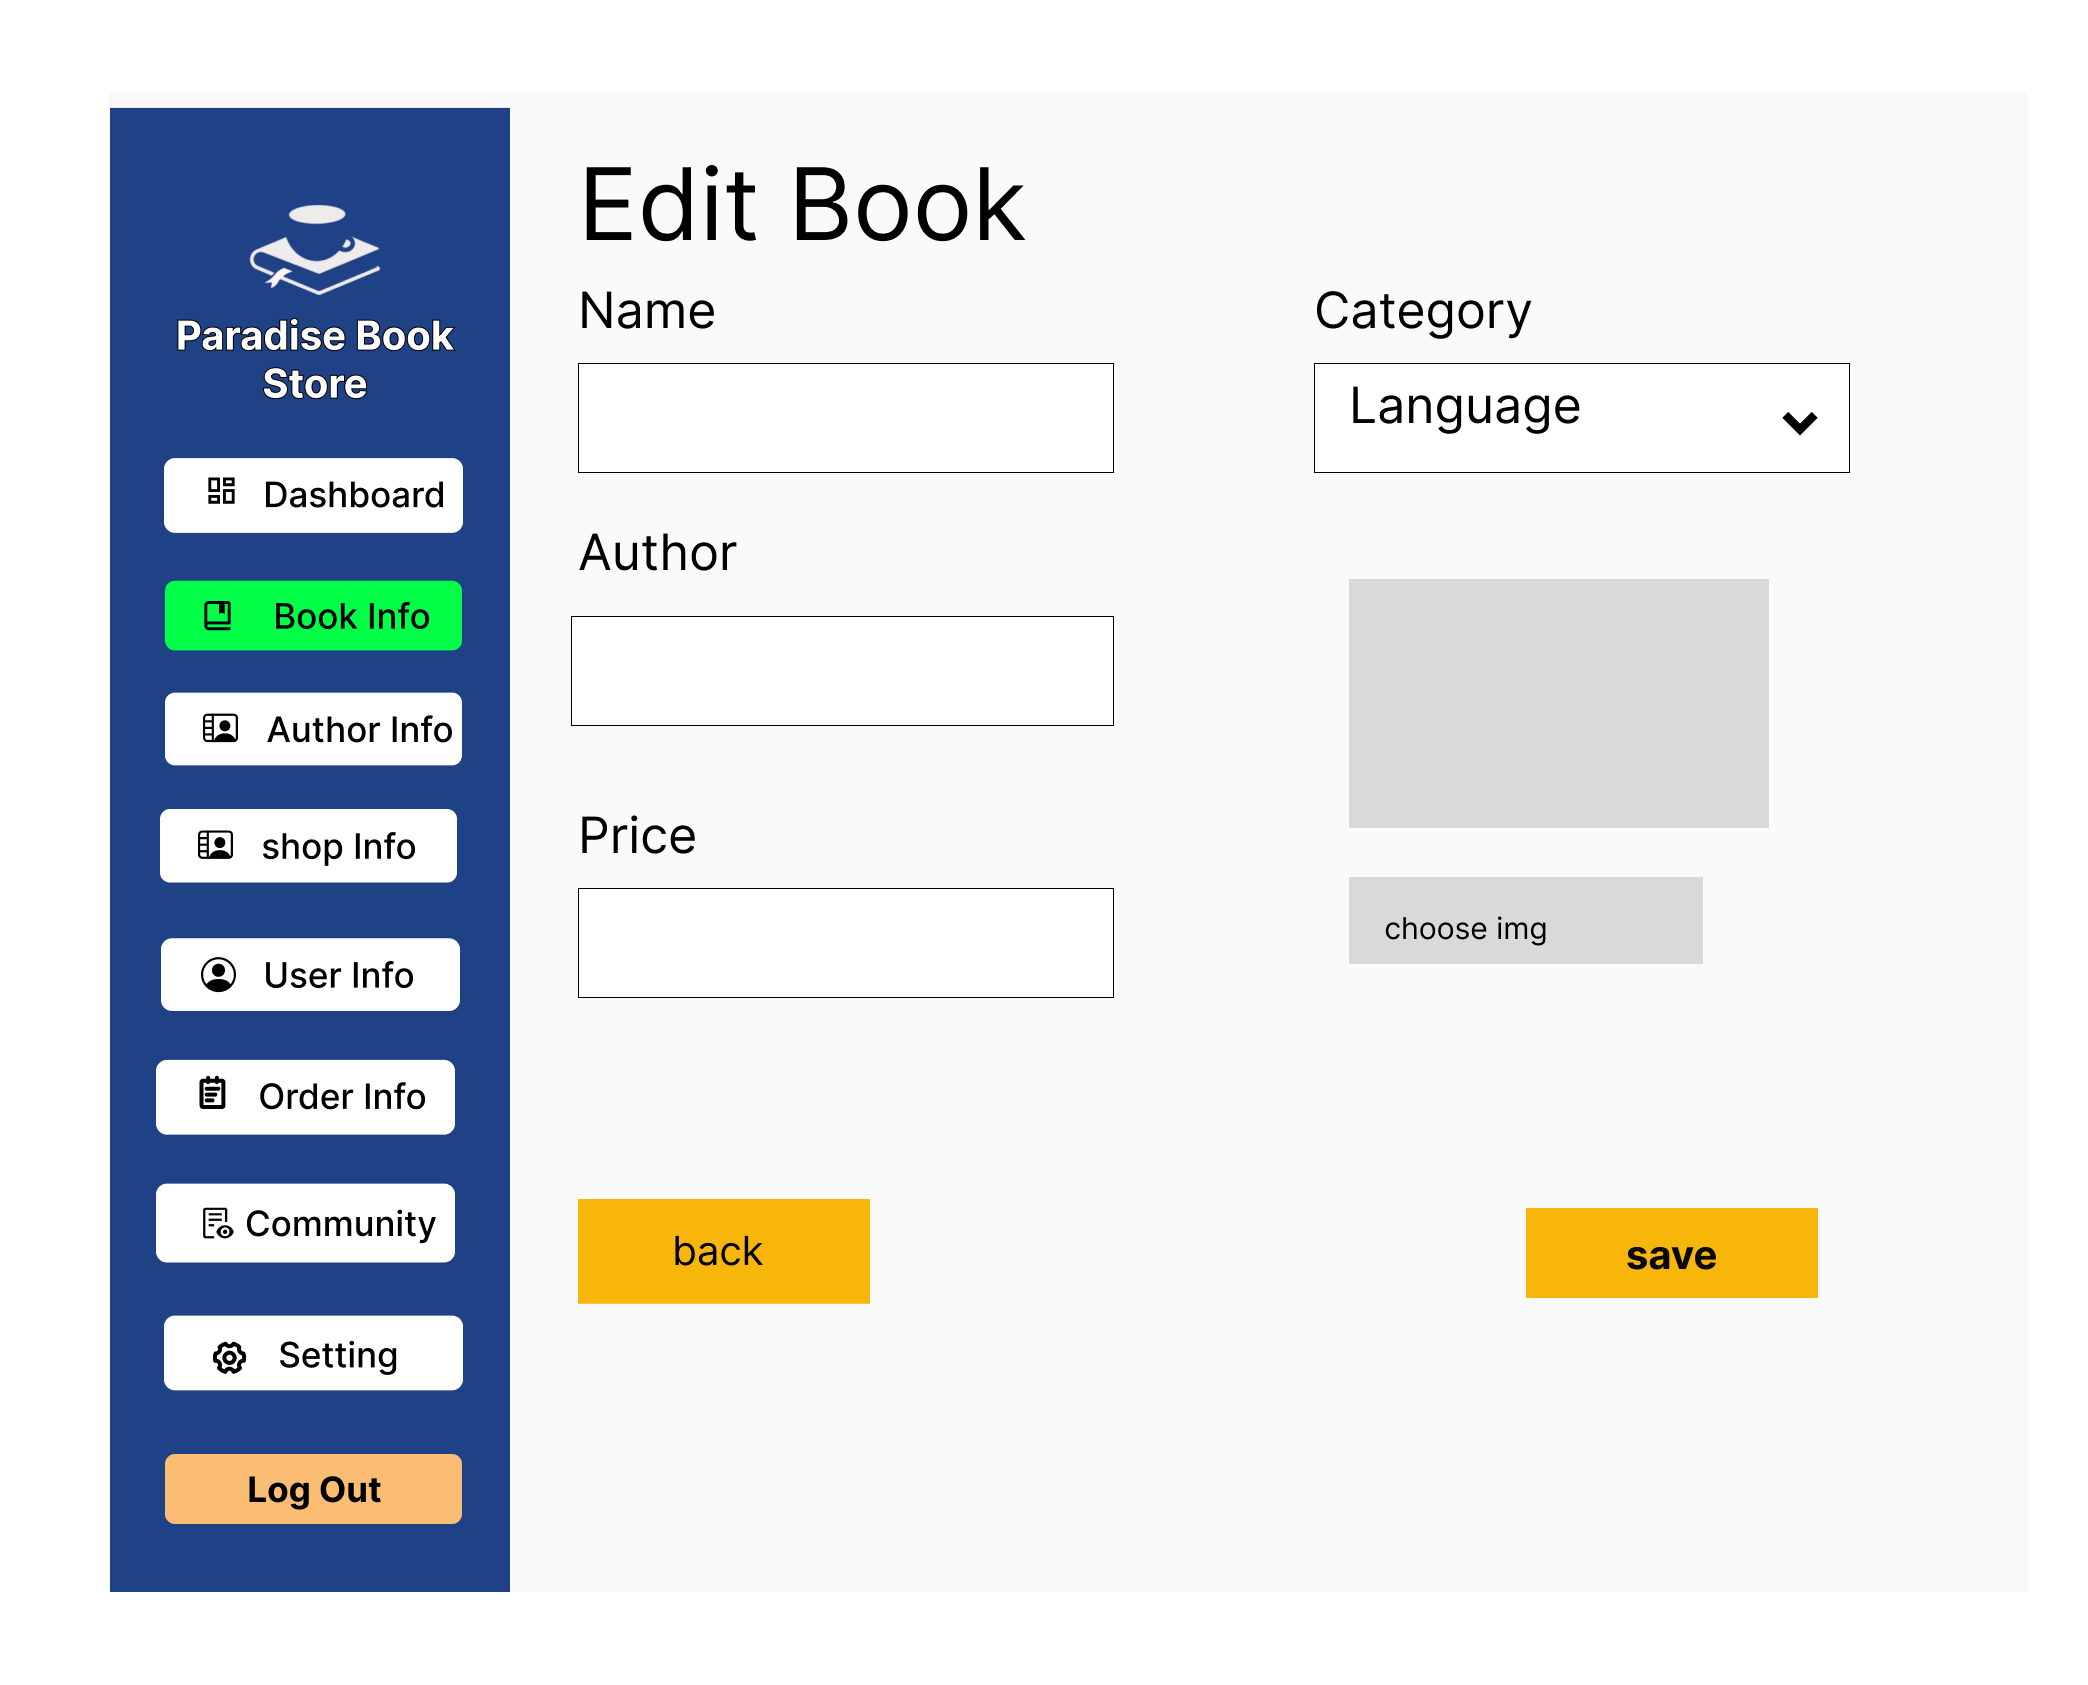 Paradise Book
Store
Dashboard
Book Info
Author Info
shop Info
User Info
Order Info
Community
Setting
Log Out
Edit Book
Name
Category
Language
Author
Price
choose img
back
save